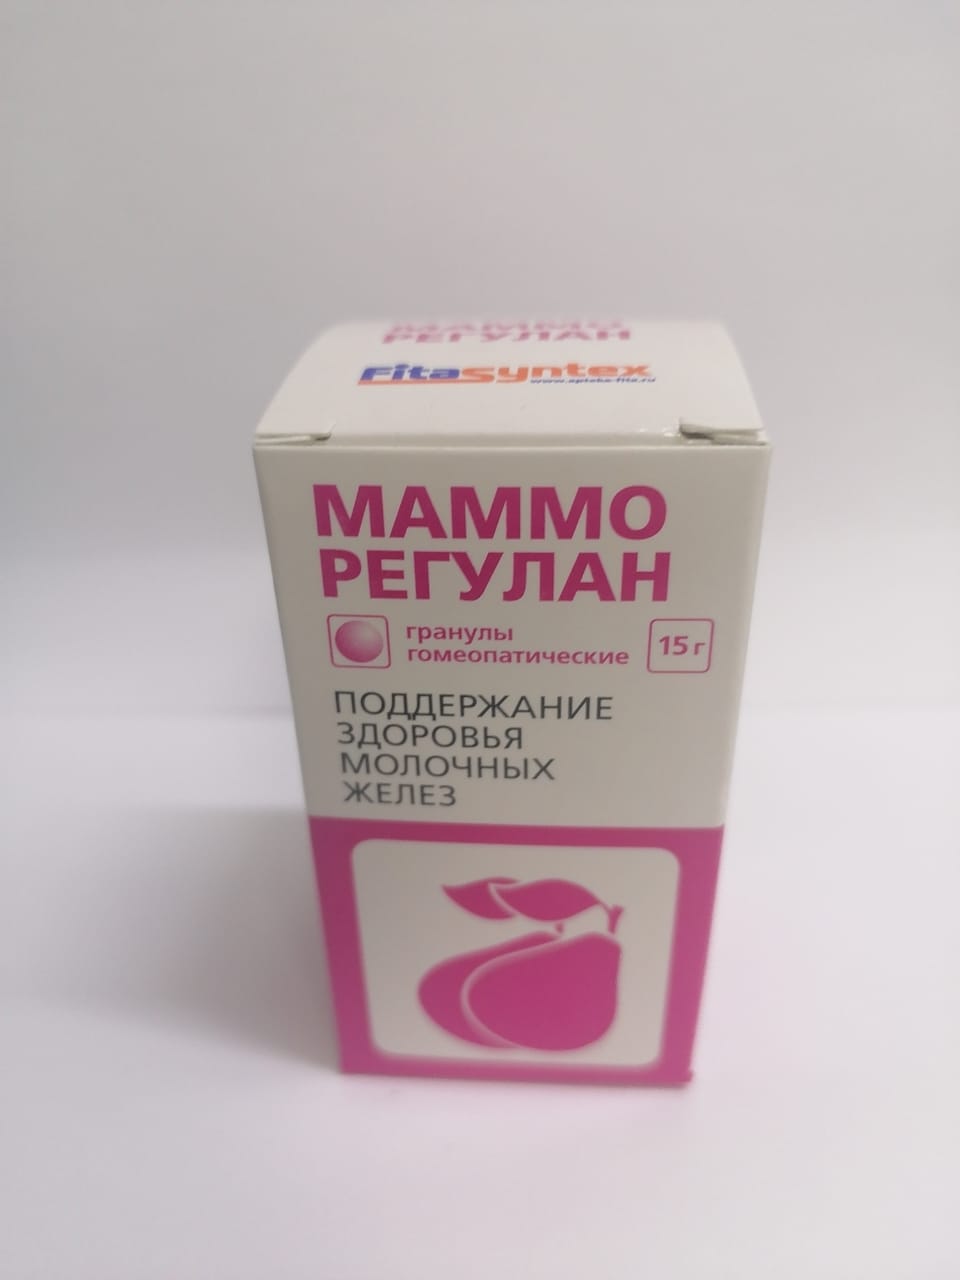 МАММО
РЕГУЛАН
FitaSyntex
www.apteka-fita.ru
МАММО
РЕГУЛАН
гранулы
гомеопатические
15 г
ПОДДЕРЖАНИЕ
ЗДОРОВЬЯ
МОЛОЧНЫХ
ЖЕЛЕЗ